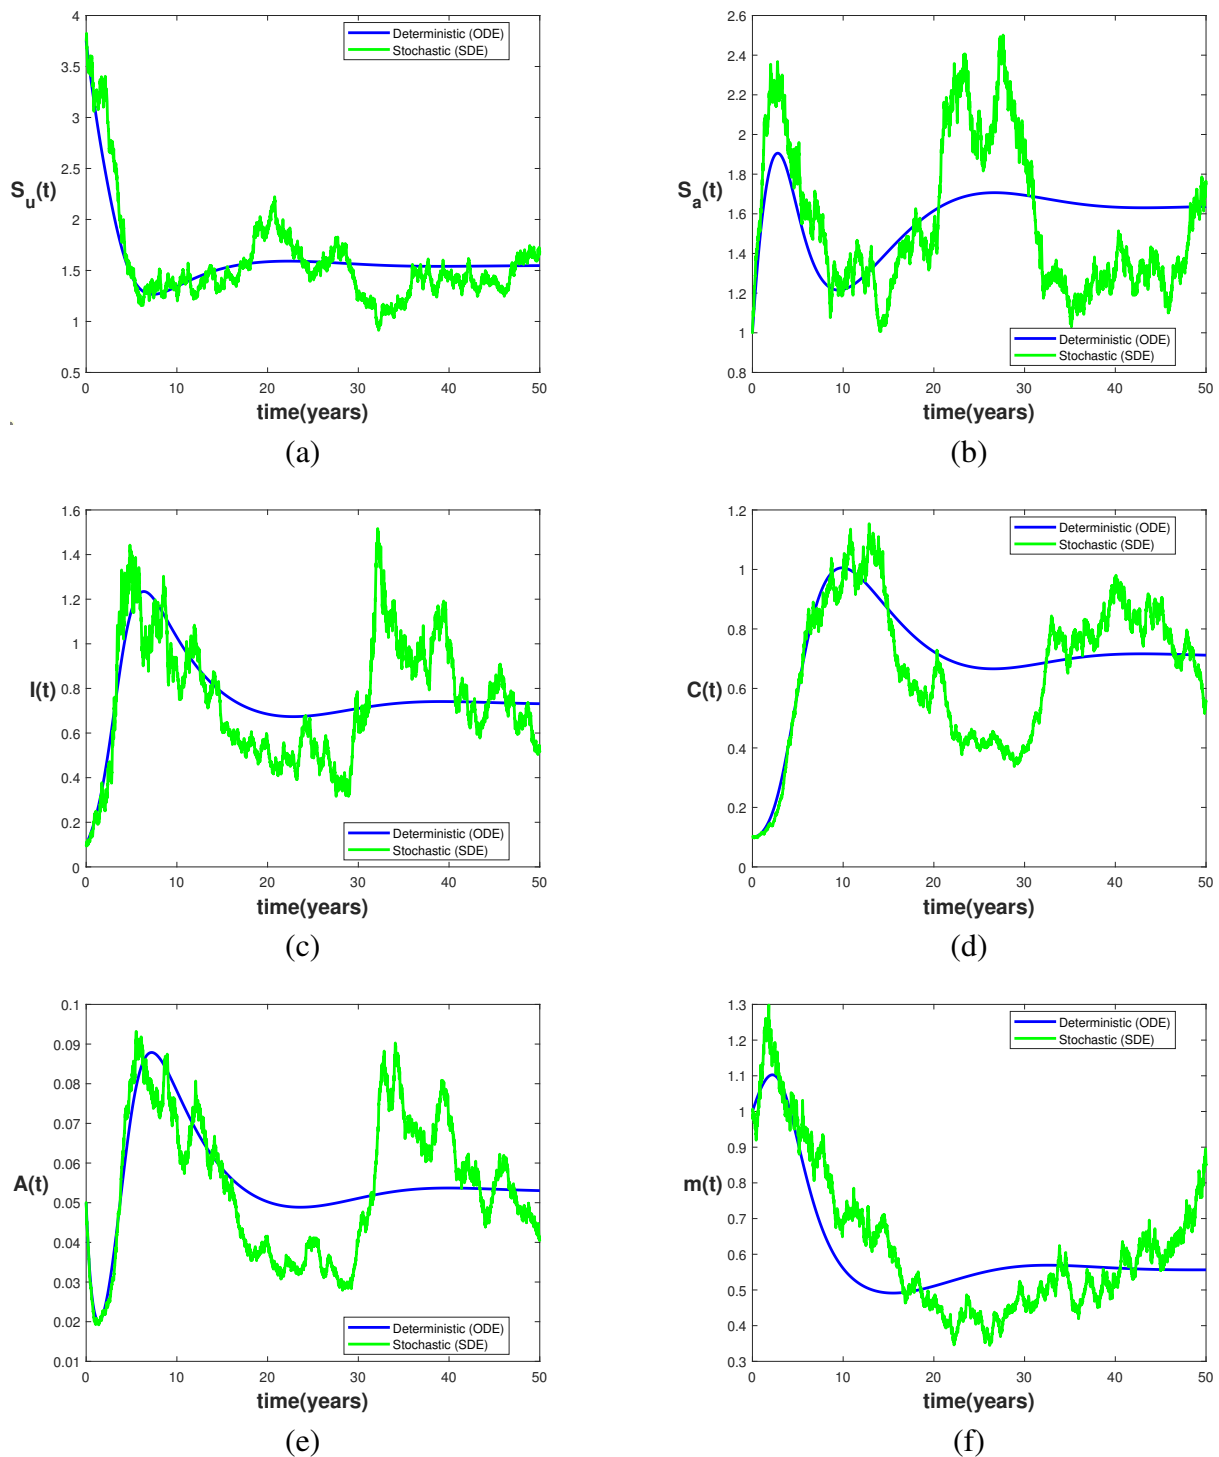 4
3.5
3
2.5
2
1.5
1
0.5
S_u(t)
Deterministic (ODE)
Stochastic (SDE)
0 10 20 30 40 50
time(years)
(a)
2.6
2.4
2.2
2
1.8
1.6
1.4
1.2
1
0.8
S_a(t)
Deterministic (ODE)
Stochastic (SDE)
0 10 20 30 40 50
time(years)
(b)
1.6
1.4
1.2
1
0.8
0.6
0.4
0.2
0
I(t)
Deterministic (ODE)
Stochastic (SDE)
0 10 20 30 40 50
time(years)
(c)
1.2
1
0.8
0.6
0.4
0.2
0
C(t)
Deterministic (ODE)
Stochastic (SDE)
0 10 20 30 40 50
time(years)
(d)
0.1
0.09
0.08
0.07
0.06
0.05
0.04
0.03
0.02
0.01
A(t)
Deterministic (ODE)
Stochastic (SDE)
0 10 20 30 40 50
time(years)
(e)
1.3
1.2
1.1
1
0.9
0.8
0.7
0.6
0.5
0.4
0.3
m(t)
Deterministic (ODE)
Stochastic (SDE)
0 10 20 30 40 50
time(years)
(f)